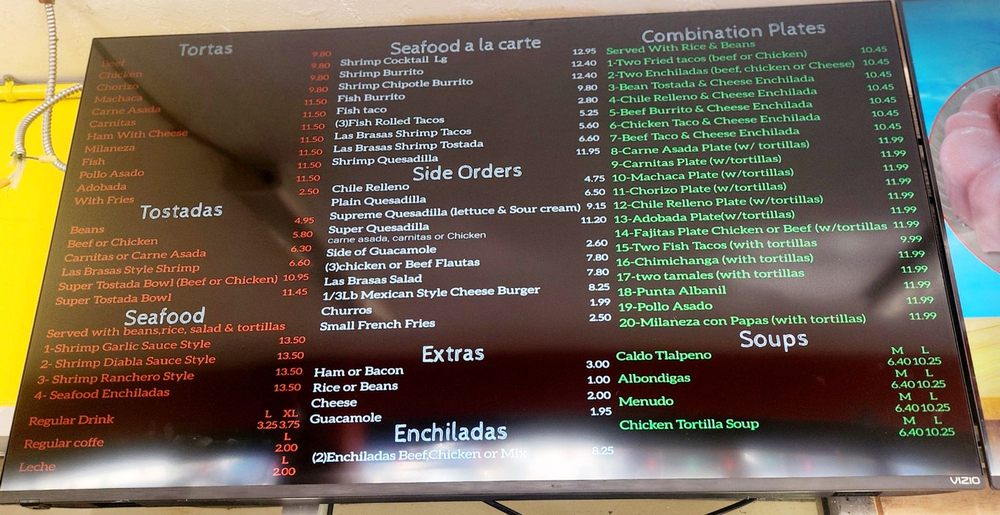 Tortas
Beef 9.80
Chicken 9.80
Chorizo 9.80
Machaca 9.80
Carne Asada 11.50
Carnitas 11.50
Ham With Cheese 11.50
Milaneza 11.50
Fish 11.50
Pollo Asado 11.50
Adobada 11.50
With Fries 2.50
Tostadas
Beans 4.95
Beef or Chicken 5.80
Carnitas or Carne Asada 6.30
Las Brasas Style Shrimp 6.60
Super Tostada Bowl (Beef or Chicken) 10.95
Super Tostada Bowl 11.45
Seafood
Served with beans,rice, salad & tortillas
1-Shrimp Garlic Sauce Style 13.50
2- Shrimp Diabla Sauce Style 13.50
3- Shrimp Ranchero Style 13.50
4- Seafood Enchiladas 13.50
L XL
Regular Drink 3.25 3.75
L
Regular coffe 2.00
L
Leche 2.00
Seafood a la carte
Shrimp Cocktail Lg 12.95
Shrimp Burrito 12.40
Shrimp Chipotle Burrito 12.40
Fish Burrito 9.80
Fish taco 2.80
(3)Fish Rolled Tacos 5.25
Las Brasas Shrimp Tacos 5.60
Las Brasas Shrimp Tostada 6.60
Shrimp Quesadilla 11.95
Side Orders
Chile Relleno 4.75
Plain Quesadilla 6.50
Supreme Quesadilla (lettuce & Sour cream) 9.15
Super Quesadilla 11.20
carne asada, carnitas or Chicken
Side of Guacamole 2.60
(3)chicken or Beef Flautas 7.80
Las Brasas Salad 7.80
1/3Lb Mexican Style Cheese Burger 8.25
Churros 1.99
Small French Fries 2.50
Extras
Ham or Bacon 3.00
Rice or Beans 1.00
Cheese 2.00
Guacamole 1.95
Enchiladas
(2)Enchiladas Beef,Chicken or Mix 8.25
Combination Plates
Served With Rice & Beans
1-Two Fried tacos (beef or Chicken) 10.45
2-Two Enchiladas (beef, chicken or Cheese) 10.45
3-Bean Tostada & Cheese Enchilada 10.45
4-Chile Relleno & Cheese Enchilada 10.45
5-Beef Burrito & Cheese Enchilada 10.45
6-Chicken Taco & Cheese Enchilada 10.45
7-Beef Taco & Cheese Enchilada 10.45
8-Carne Asada Plate (w/ tortillas) 11.99
9-Carnitas Plate (w/ tortillas) 11.99
10-Machaca Plate (w/tortillas) 11.99
11-Chorizo Plate (w/tortillas) 11.99
12-Chile Relleno Plate (w/tortillas) 11.99
13-Adobada Plate(w/tortillas) 11.99
14-Fajitas Plate Chicken or Beef (w/tortillas 11.99
15-Two Fish Tacos (with tortillas 9.99
16-Chimichanga (with tortillas) 11.99
17-two tamales (with tortillas 11.99
18-Punta Albanil 11.99
19-Pollo Asado 11.99
20-Milaneza con Papas (with tortillas) 11.99
Soups
M L
Caldo Tlalpeno 6.40 10.25
M L
Albondigas 6.40 10.25
M L
Menudo 6.40 10.25
M L
Chicken Tortilla Soup 6.40 10.25
VIZIO